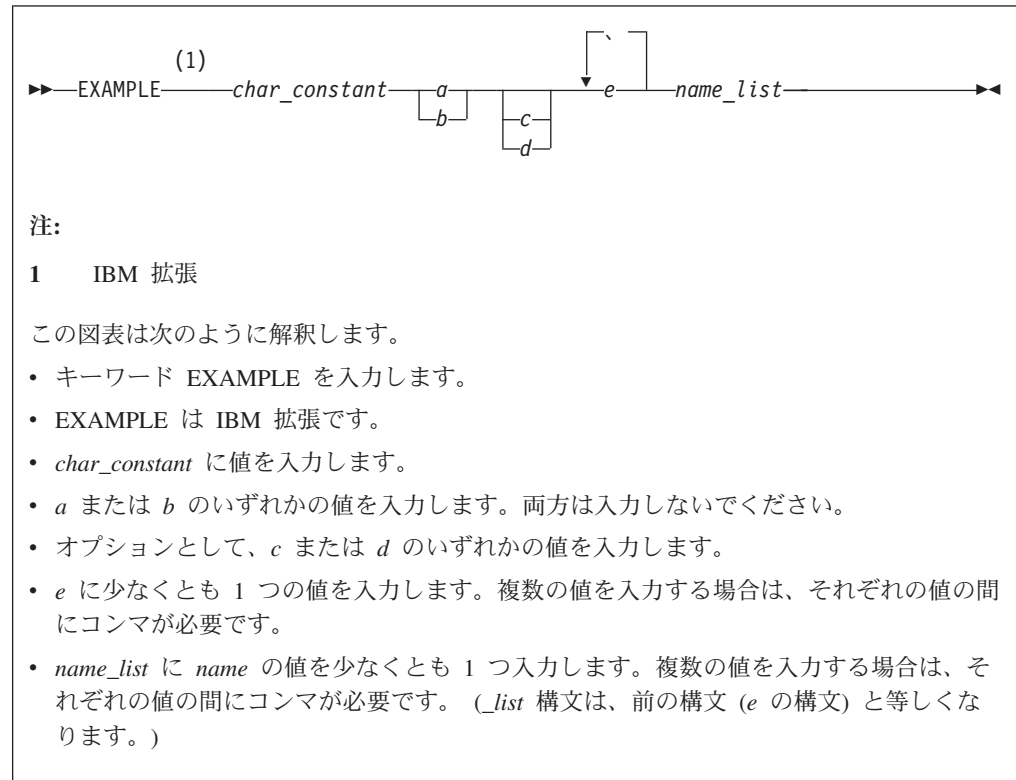 、
(1)
EXAMPLE char_constant a e name_list
b c
d
注:
1 IBM 拡張
この図表は次のように解釈します。
• キーワード EXAMPLE を入力します。
• EXAMPLE は IBM 拡張です。
• char_constant に値を入力します。
• a または b のいずれかの値を入力します。両方は入力しないでください。
• オプションとして、c または d のいずれかの値を入力します。
• e に少なくとも 1 つの値を入力します。複数の値を入力する場合は、それぞれの値の間
にコンマが必要です。
• name_list に name の値を少なくとも 1 つ入力します。複数の値を入力する場合は、そ
れぞれの値の間にコンマが必要です。 (_list 構文は、前の構文 (e の構文) と等しくな
ります。)